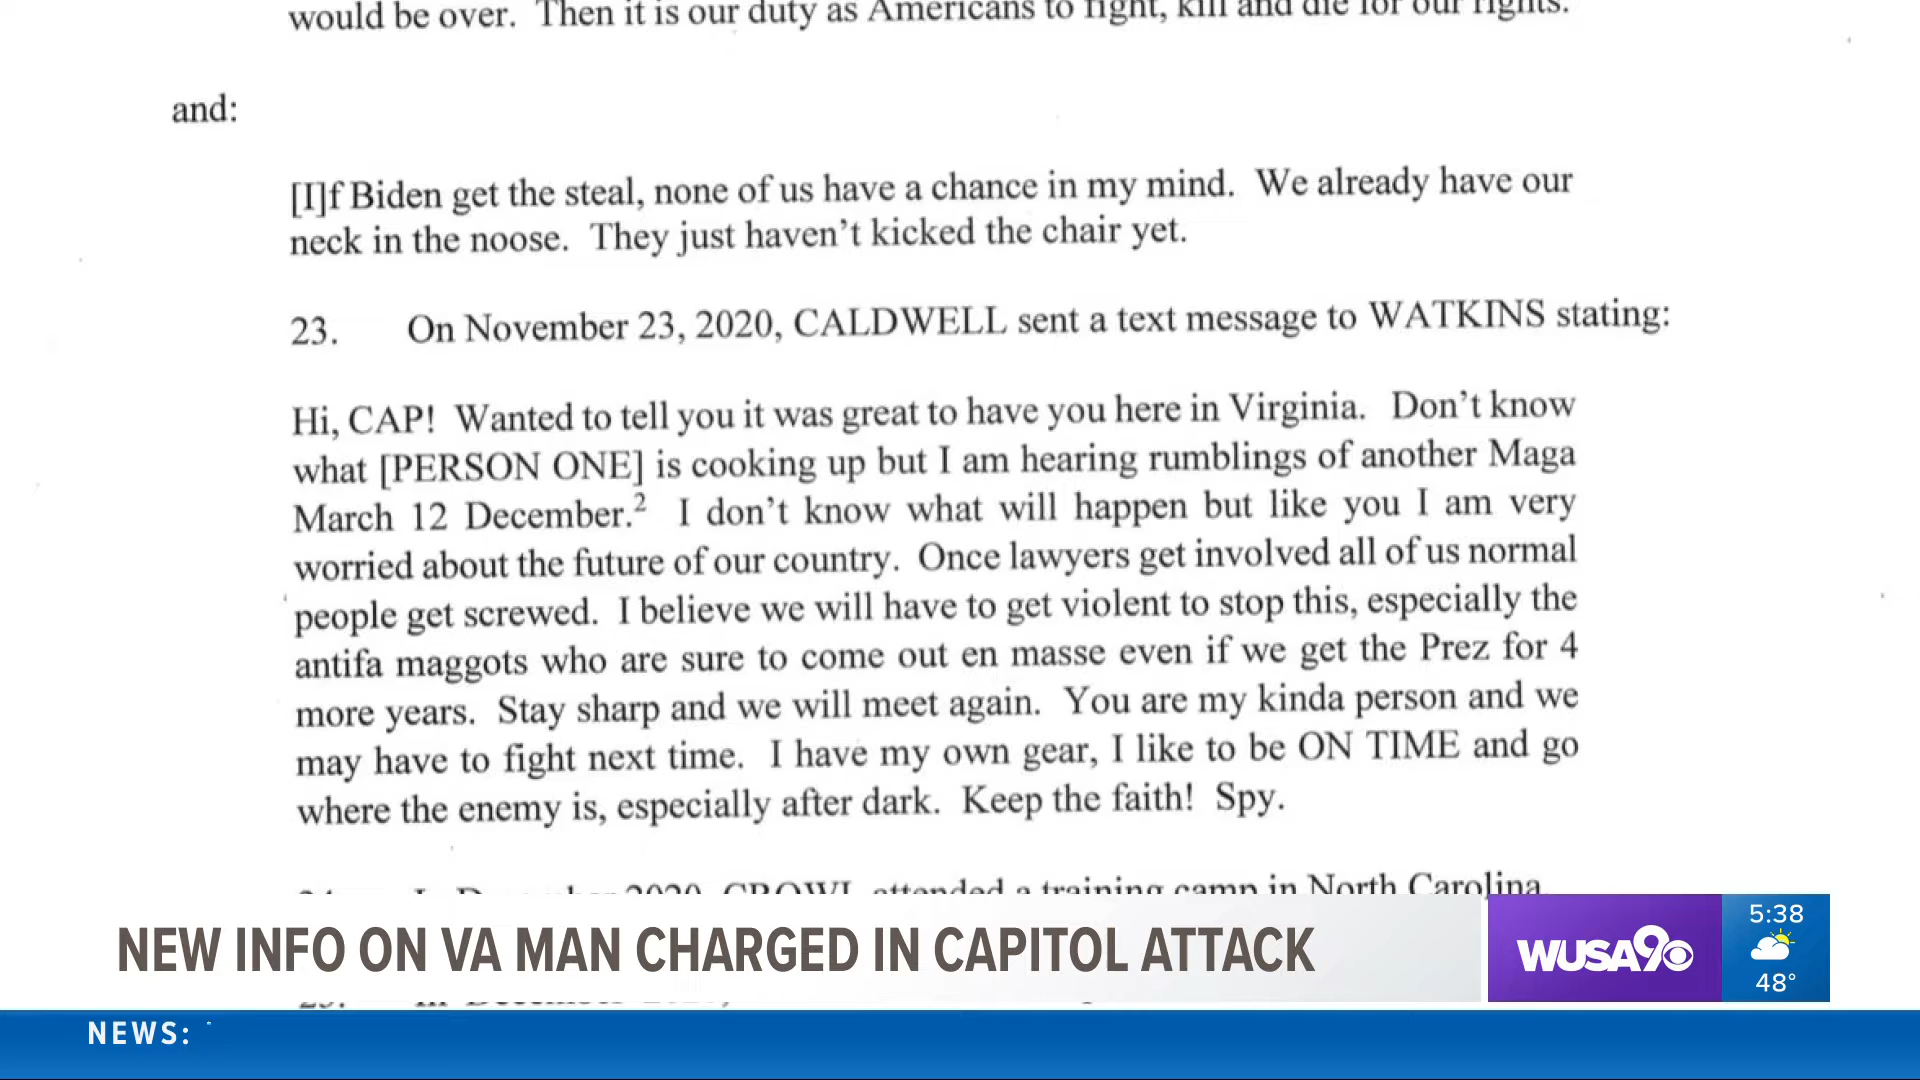 would be over. Then it is our duty as Americans to fight, kill and die for our rights.
and:
[I]f Biden get the steal, none of us have a chance in my mind. We already have our
neck in the noose. They just haven't kicked the chair yet.
23. On November 23, 2020, CALDWELL sent a text message to WATKINS stating:
Hi, CAP! Wanted to tell you it was great to have you here in Virginia. Don't know
what [PERSON ONE] is cooking up but I am hearing rumblings of another Maga
March 12 December.² I don't know what will happen but like you I am very
worried about the future of our country. Once lawyers get involved all of us normal
people get screwed. I believe we will have to get violent to stop this, especially the
antifa maggots who are sure to come out en masse even if we get the Prez for 4
more years. Stay sharp and we will meet again. You are my kinda person and we
may have to fight next time. I have my own gear, I like to be ON TIME and go
where the enemy is, especially after dark. Keep the faith! Spy.
2020, CROWL attended a training camp in North Carolina
NEW INFO ON VA MAN CHARGED IN CAPITOL ATTACK
WUSA9
5:38
48°
NEWS: